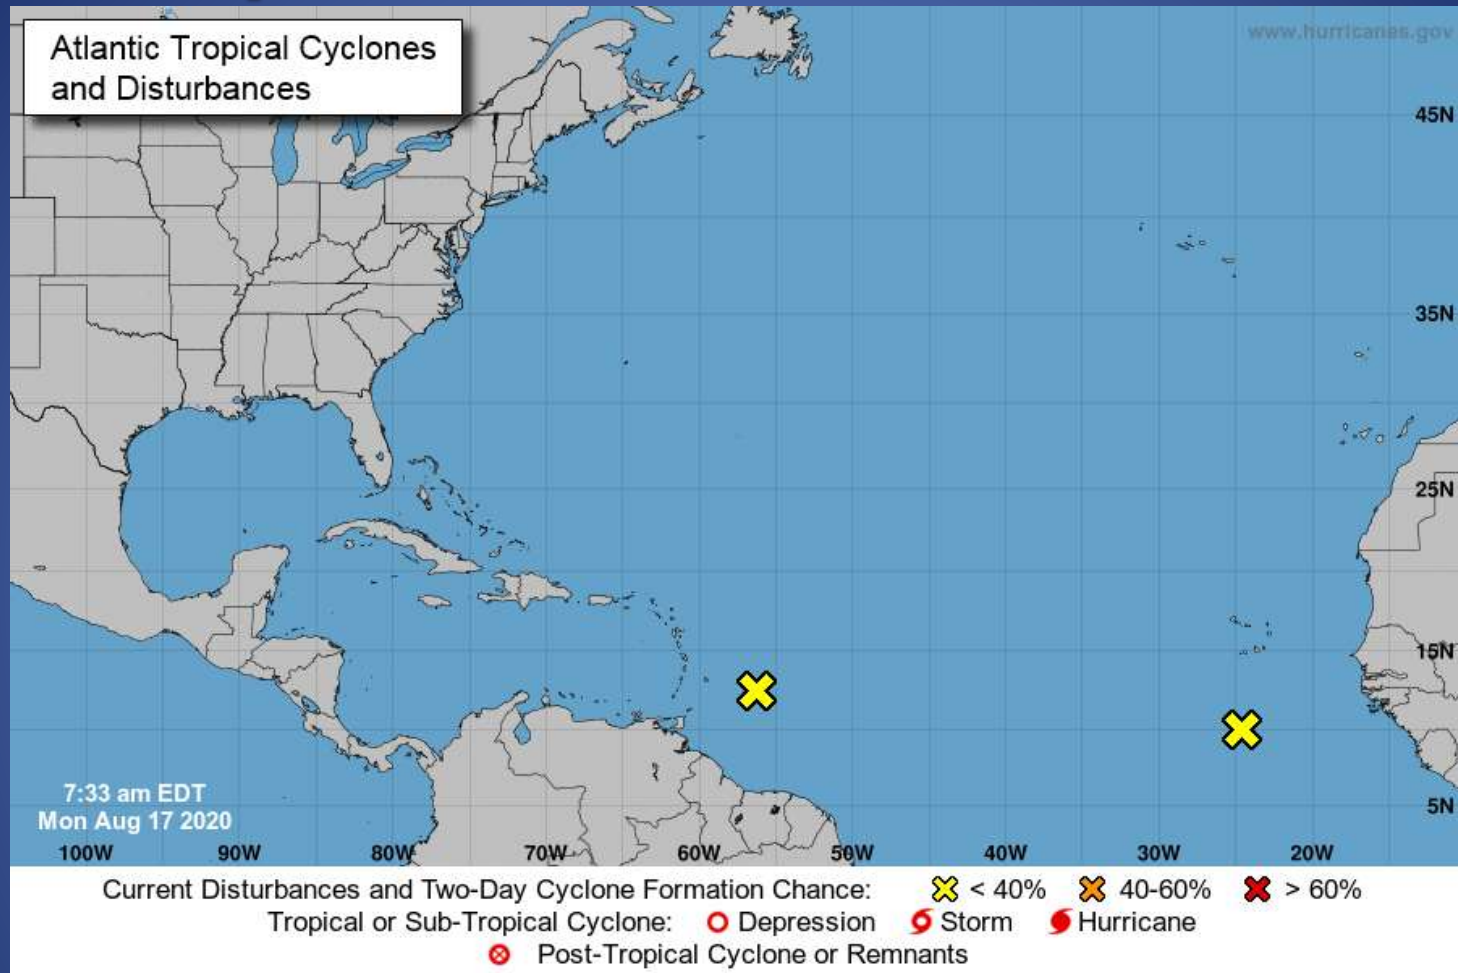 Atlantic Tropical Cyclones
and Disturbances
www.hurricanes.gov
45N
35N
25N
15N
5N
7:33 am EDT
Mon Aug 17 2020
100W 90W 80W 70W 60W 50W 40W 30W 20W
Current Disturbances and Two-Day Cyclone Formation Chance: < 40% 40-60% > 60%
Tropical or Sub-Tropical Cyclone: Depression Storm Hurricane
Post-Tropical Cyclone or Remnants